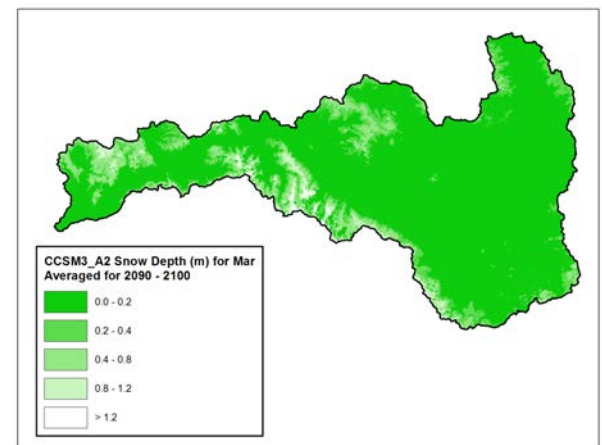 CCSM3_A2 Snow Depth (m) for Mar
Averaged for 2090 - 2100
0.0 - 0.2
0.2 - 0.4
0.4 - 0.8
0.8 - 1.2
> 1.2